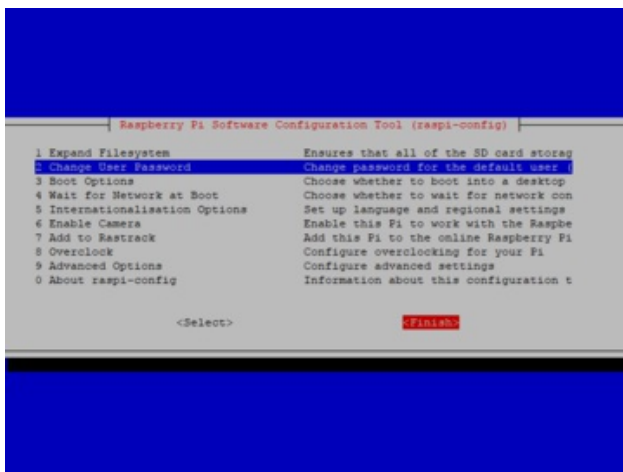 Raspberry Pi Software Configuration Tool (raspi-config)
1 Expand Filesystem Ensures that all of the SD card storag
2 Change User Password Change password for the default user (
3 Boot Options Choose whether to boot into a desktop
4 Wait for Network at Boot Choose whether to wait for network con
5 Internationalisation Options Set up language and regional settings
6 Enable Camera Enable this Pi to work with the Raspbe
7 Add to Rastrack Add this Pi to the online Raspberry Pi
8 Overclock Configure overclocking for your Pi
9 Advanced Options Configure advanced settings
0 About raspi-config Information about this configuration t
<Select> <Finish>